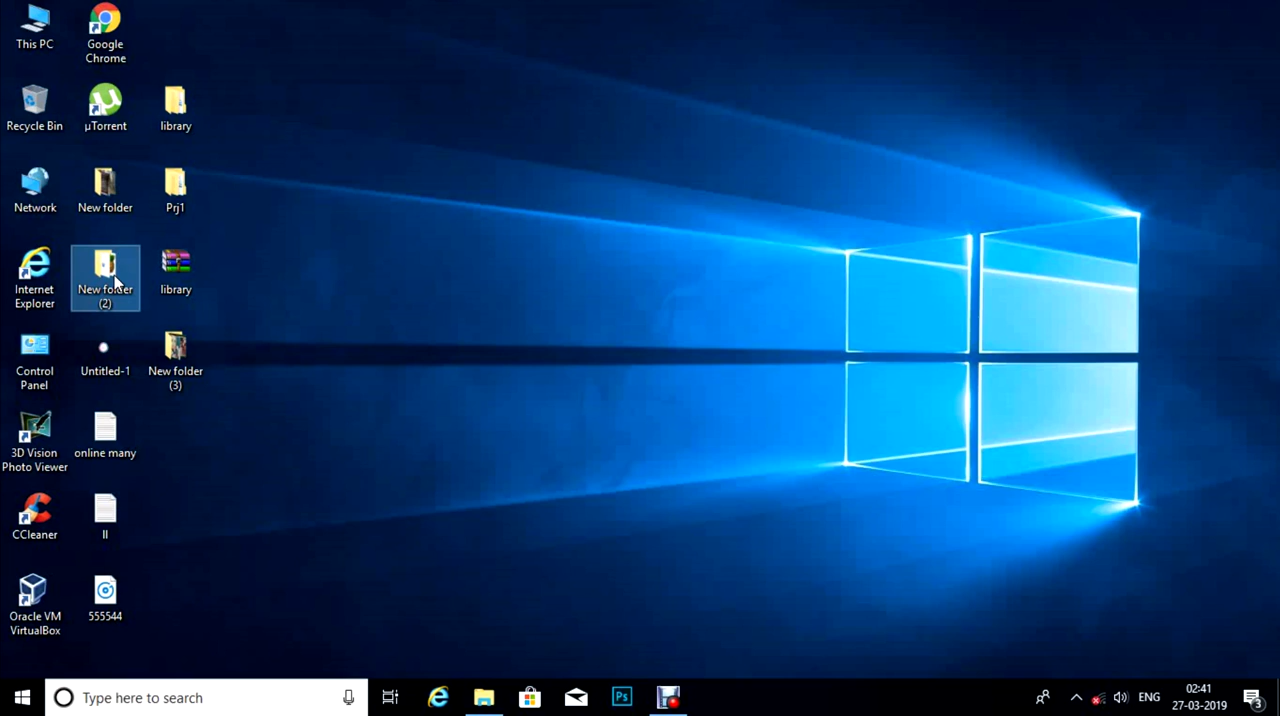 This PC
Google
Chrome
Recycle Bin
µTorrent
library
Network
New folder
Prj1
Internet
Explorer
New folder
(2)
library
Control
Panel
Untitled-1
New folder
(3)
3D Vision
Photo Viewer
online many
CCleaner
Oracle VM
VirtualBox
555544
Type here to search
Ps
ENG
02:41
27-03-2019
3